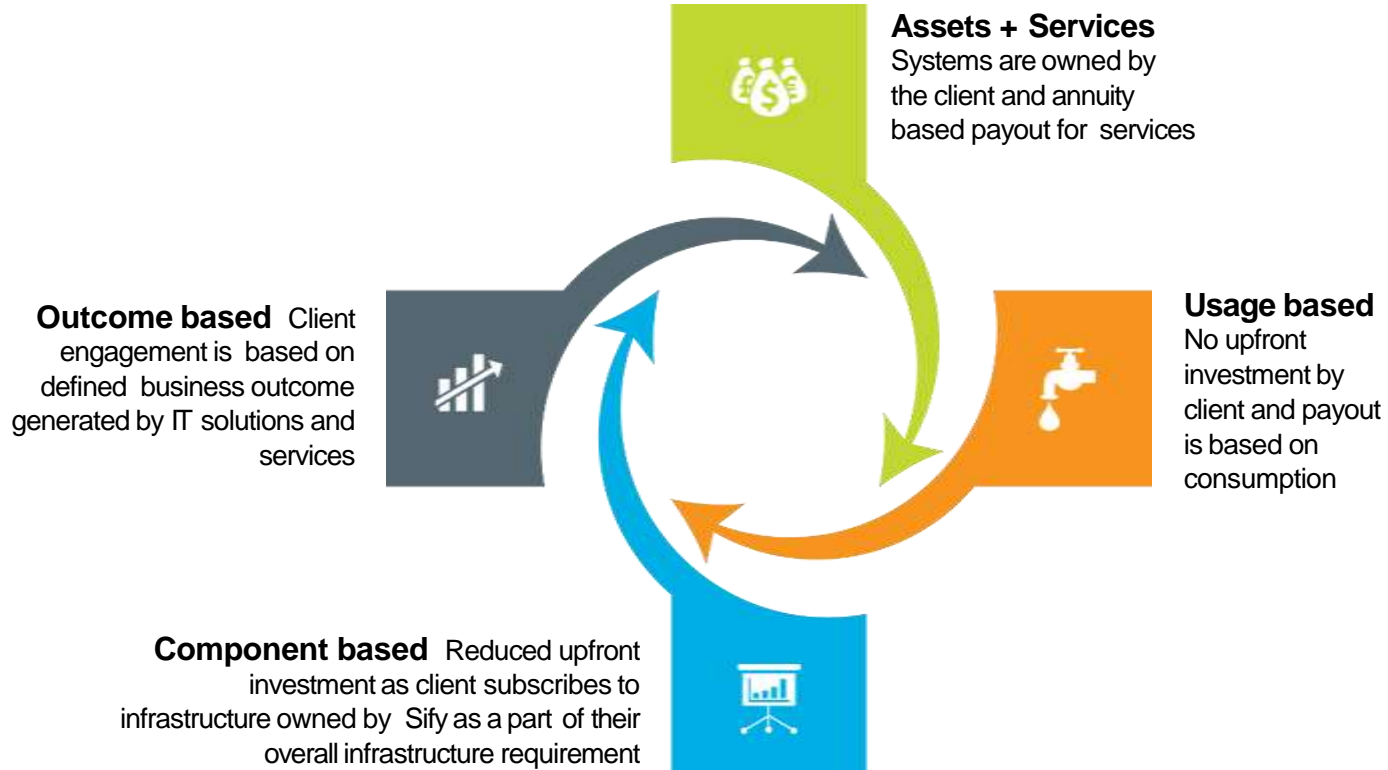 Assets + Services
Systems are owned by
the client and annuity
based payout for services
£ $ €
Outcome based Client
engagement is based on
defined business outcome
generated by IT solutions and
services
Usage based
No upfront
investment by
client and payout
is based on
consumption
Component based Reduced upfront
investment as client subscribes to
infrastructure owned by Sify as a part of their
overall infrastructure requirement